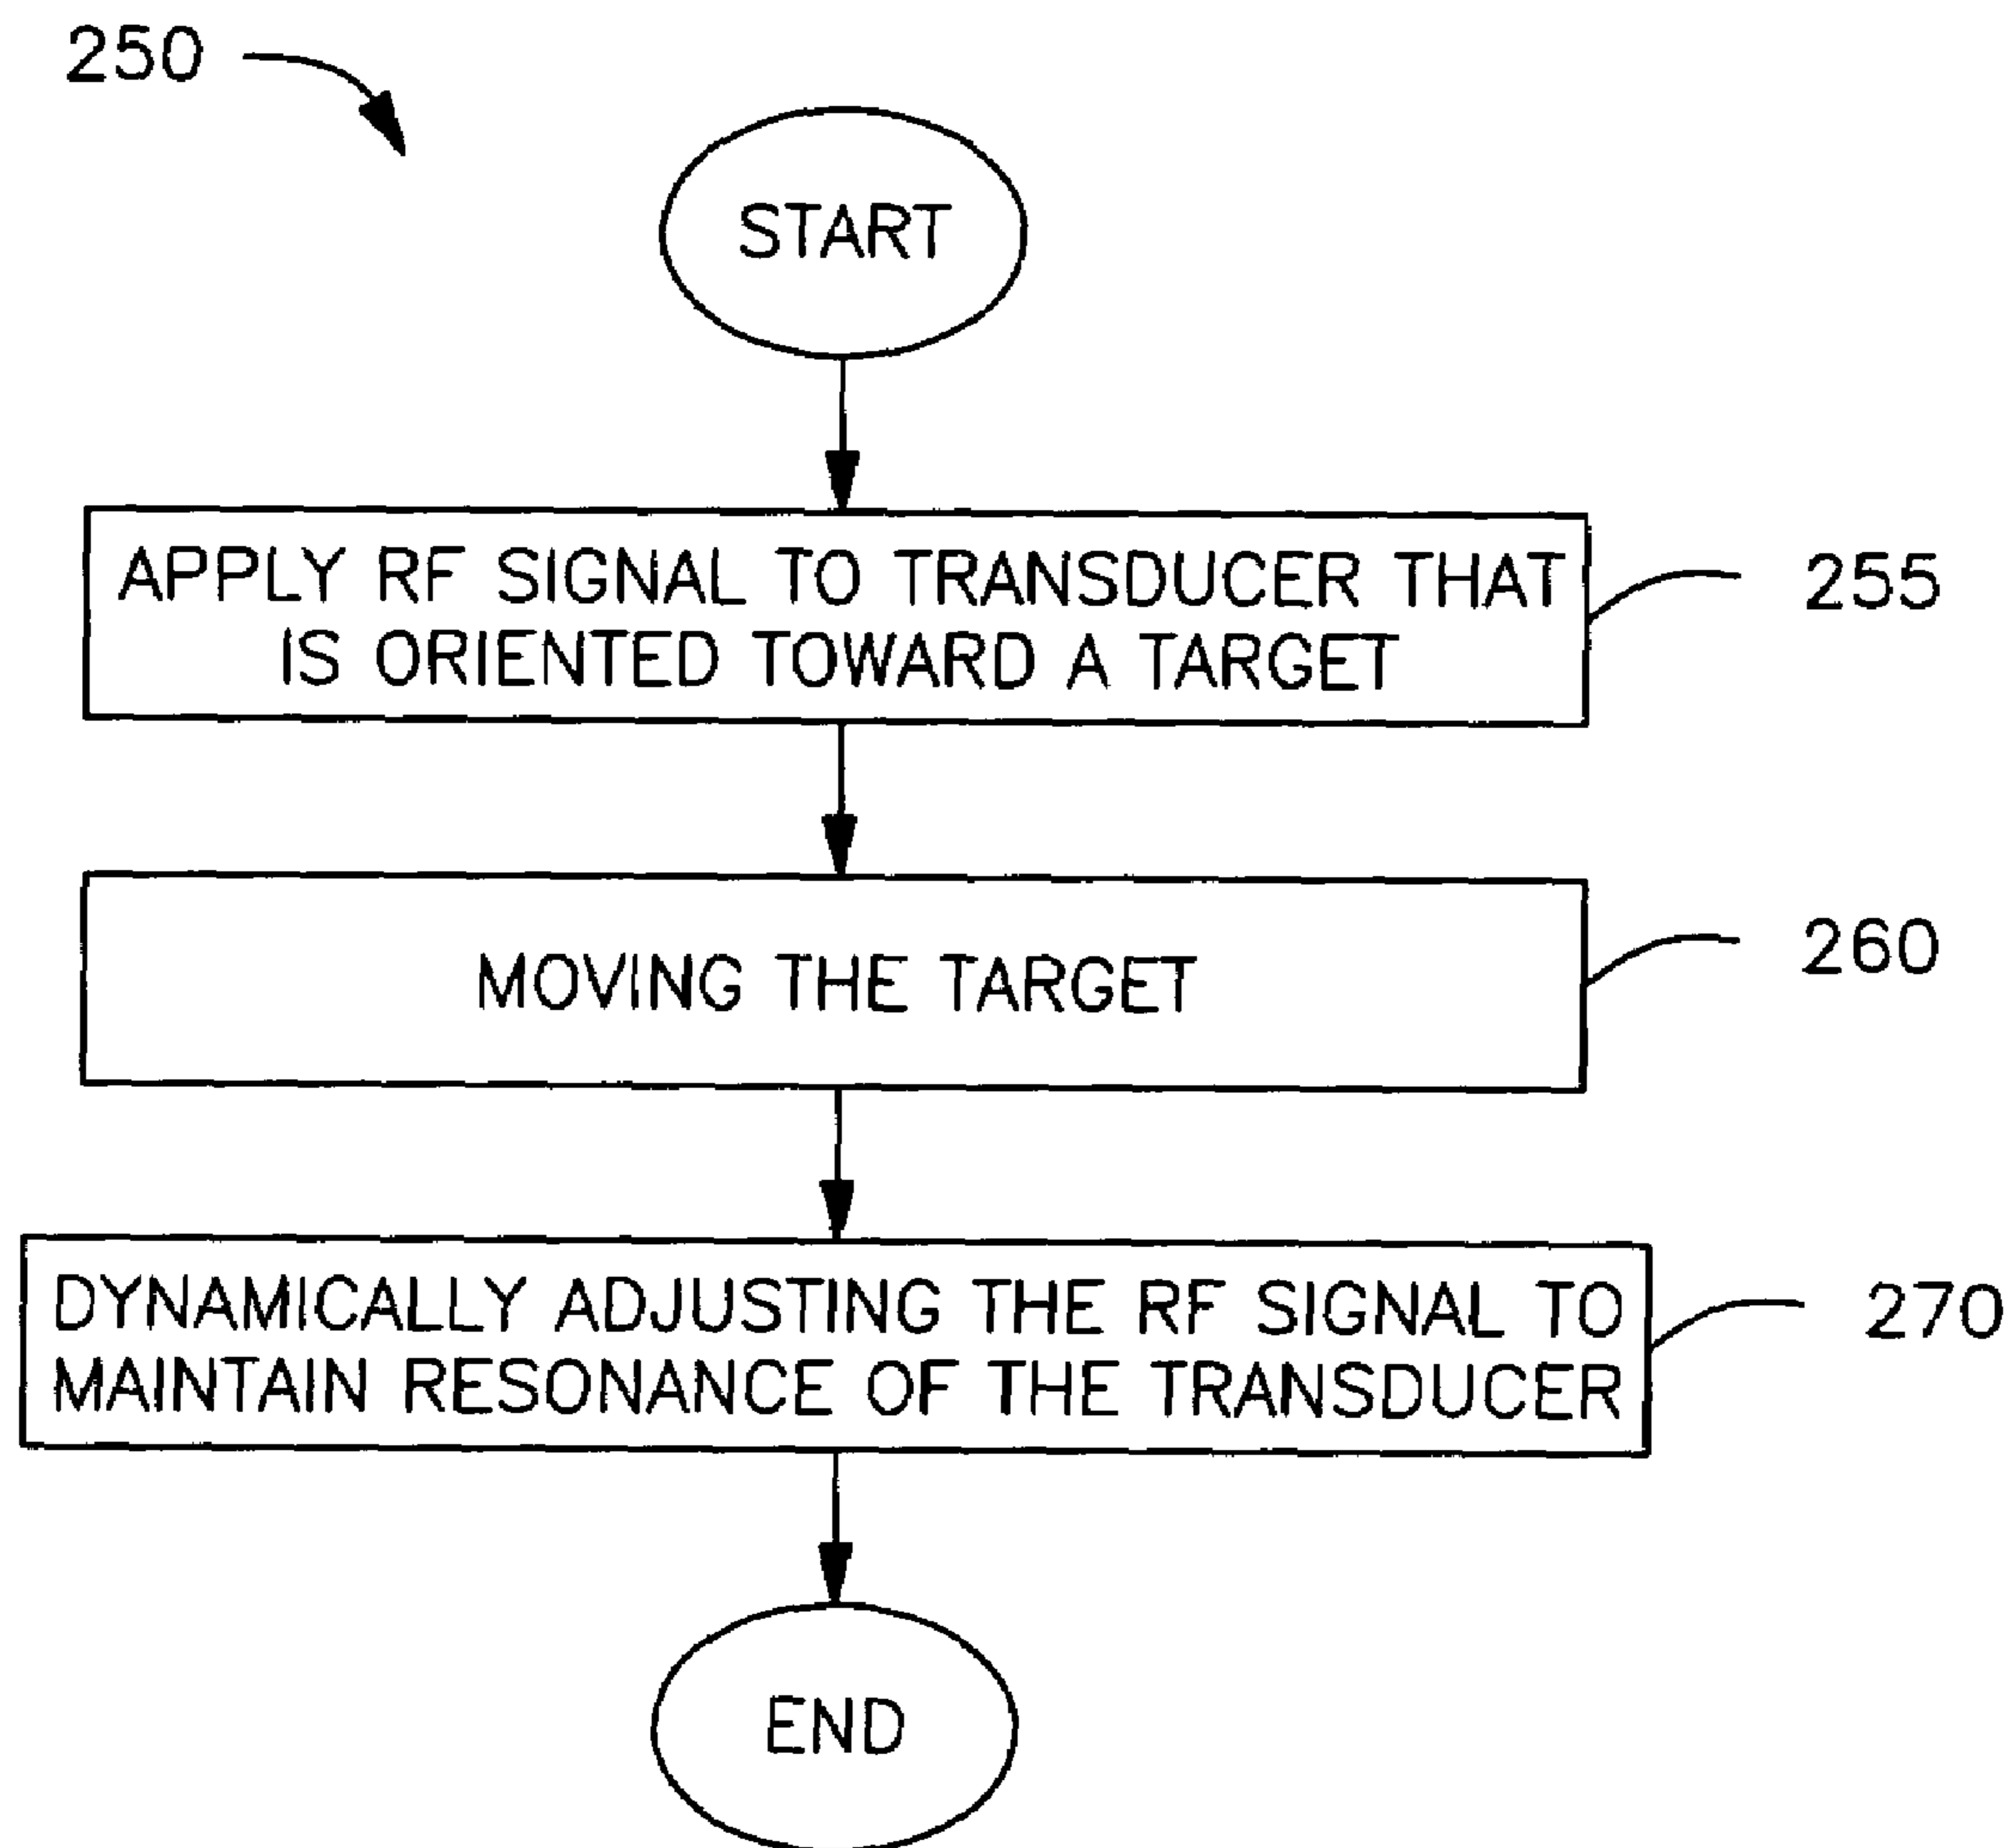 250
START
APPLY RF SIGNAL TO TRANSDUCER THAT
IS ORIENTED TOWARD A TARGET
255
MOVING THE TARGET
260
DYNAMICALLY ADJUSTING THE RF SIGNAL TO
MAINTAIN RESONANCE OF THE TRANSDUCER
270
END